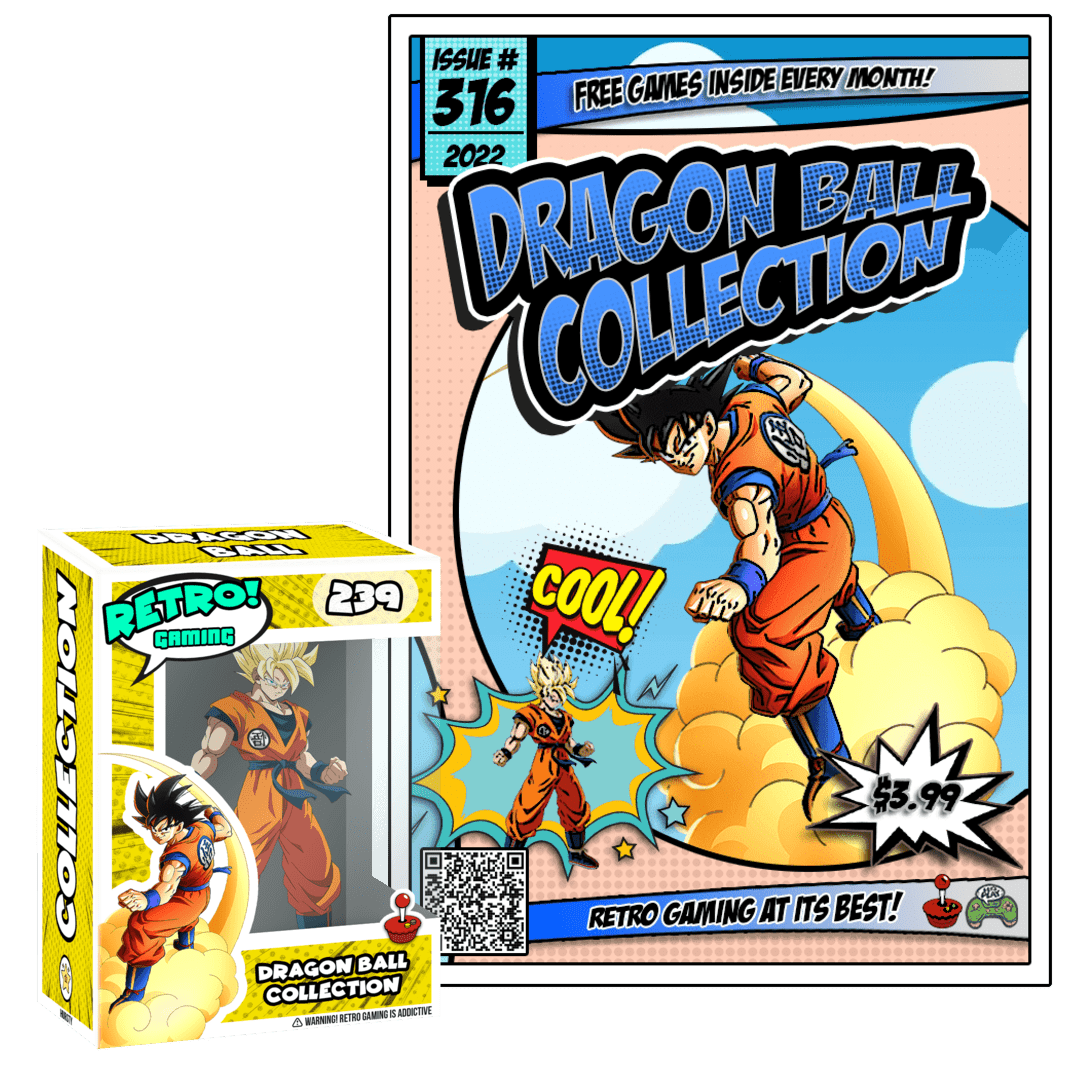 ISSUE #
316
2022
FREE GAMES INSIDE EVERY MONTH!
DRAGON BALL
COLLECTION
COOL!
$3.99
RETRO GAMING AT ITS BEST!
DRAGON
BALL
RETRO!
GAMING
239
COLLECTION
DRAGON BALL
COLLECTION
WARNING! RETRO GAMING IS ADDICTIVE